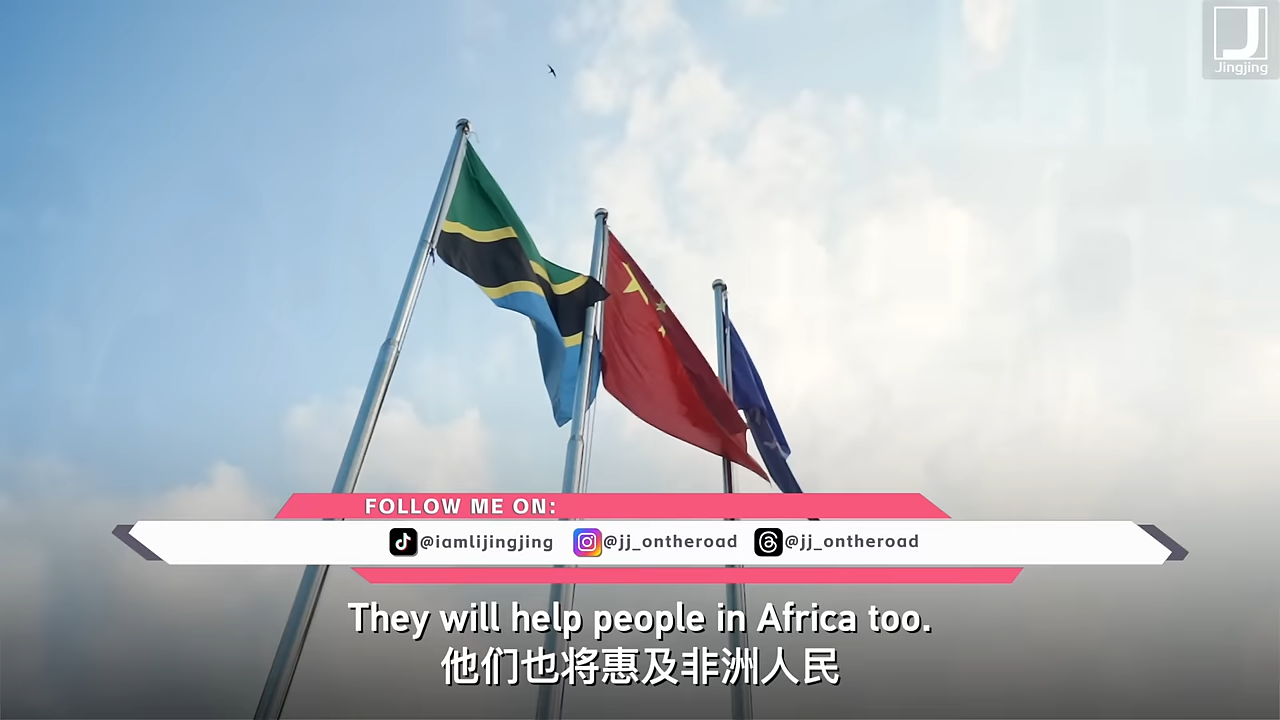 Jingjing
FOLLOW ME ON:
@iamlijingjing @jj_ontheroad @jj_ontheroad
They will help people in Africa too.
他们也将惠及非洲人民